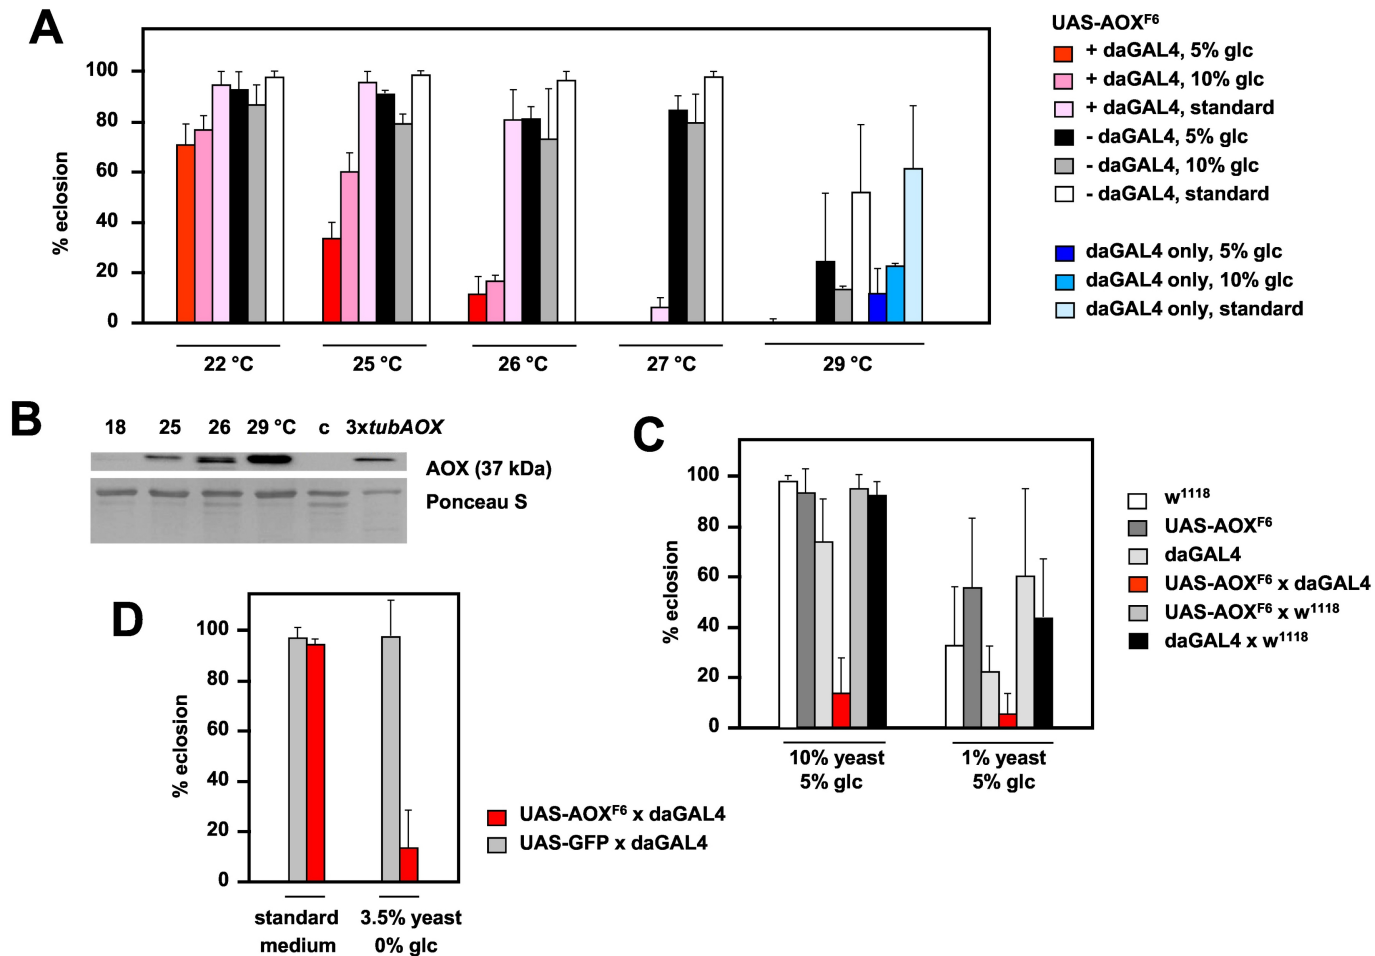 A
% eclosion
100
80
60
40
20
0
22 °C
25 °C
26 °C
27 °C
29 °C
UAS-AOXF6
+ daGAL4, 5% glc
+ daGAL4, 10% glc
+ daGAL4, standard
- daGAL4, 5% glc
- daGAL4, 10% glc
- daGAL4, standard
daGAL4 only, 5% glc
daGAL4 only, 10% glc
daGAL4 only, standard
B
18 25 26 29 °C c 3xtubAOX
AOX (37 kDa)
Ponceau S
C
% eclosion
100
80
60
40
20
0
10% yeast
5% glc
1% yeast
5% glc
w1118
UAS-AOXF6
daGAL4
UAS-AOXF6 x daGAL4
UAS-AOXF6 x w1118
daGAL4 x w1118
D
% eclosion
100
80
60
40
20
0
standard
medium
3.5% yeast
0% glc
UAS-AOXF6 x daGAL4
UAS-GFP x daGAL4